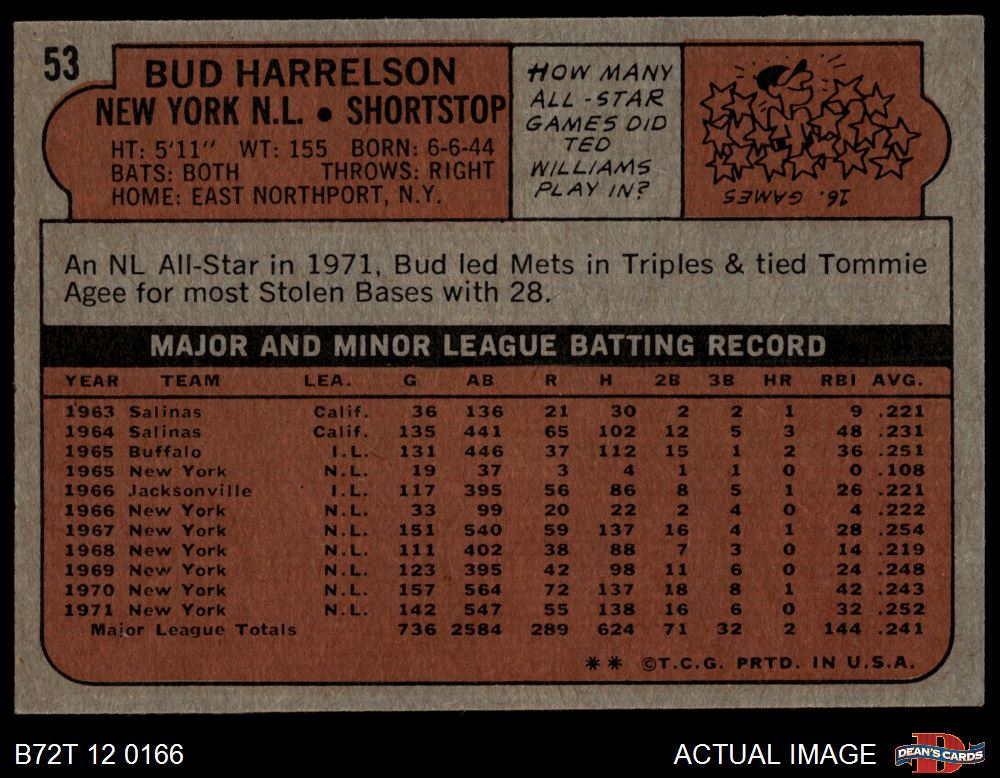 53
BUD HARRELSON
NEW YORK N.L. • SHORTSTOP
HT: 5'11" WT: 155 BORN: 6-6-44
BATS: BOTH THROWS: RIGHT
HOME: EAST NORTHPORT, N.Y.
HOW MANY
ALL-STAR
GAMES DID
TED
WILLIAMS
PLAY IN?
16. GAMES
An NL All-Star in 1971, Bud led Mets in Triples & tied Tommie
Agee for most Stolen Bases with 28.
MAJOR AND MINOR LEAGUE BATTING RECORD
YEAR TEAM LEA. G AB R H 2B 3B HR RBI AVG.
1963 Salinas Calif. 36 136 21 30 2 2 1 9 .221
1964 Salinas Calif. 135 441 65 102 12 5 3 48 .231
1965 Buffalo I.L. 131 446 37 112 15 1 2 36 .251
1965 New York N.L. 19 37 3 4 1 1 0 0 .108
1966 Jacksonville I.L. 117 395 56 86 8 5 1 26 .221
1966 New York N.L. 33 99 20 22 2 4 0 4 .222
1967 New York N.L. 151 540 59 137 16 4 1 28 .254
1968 New York N.L. 111 402 38 88 7 3 0 14 .219
1969 New York N.L. 123 395 42 98 11 6 0 24 .248
1970 New York N.L. 157 564 72 137 18 8 1 42 .243
1971 New York N.L. 142 547 55 138 16 6 0 32 .252
Major League Totals 736 2584 289 624 71 32 2 144 .241
** ©T.C.G. PRTD. IN U.S.A.
B72T 12 0166
ACTUAL IMAGE
D
DEAN'S CARDS